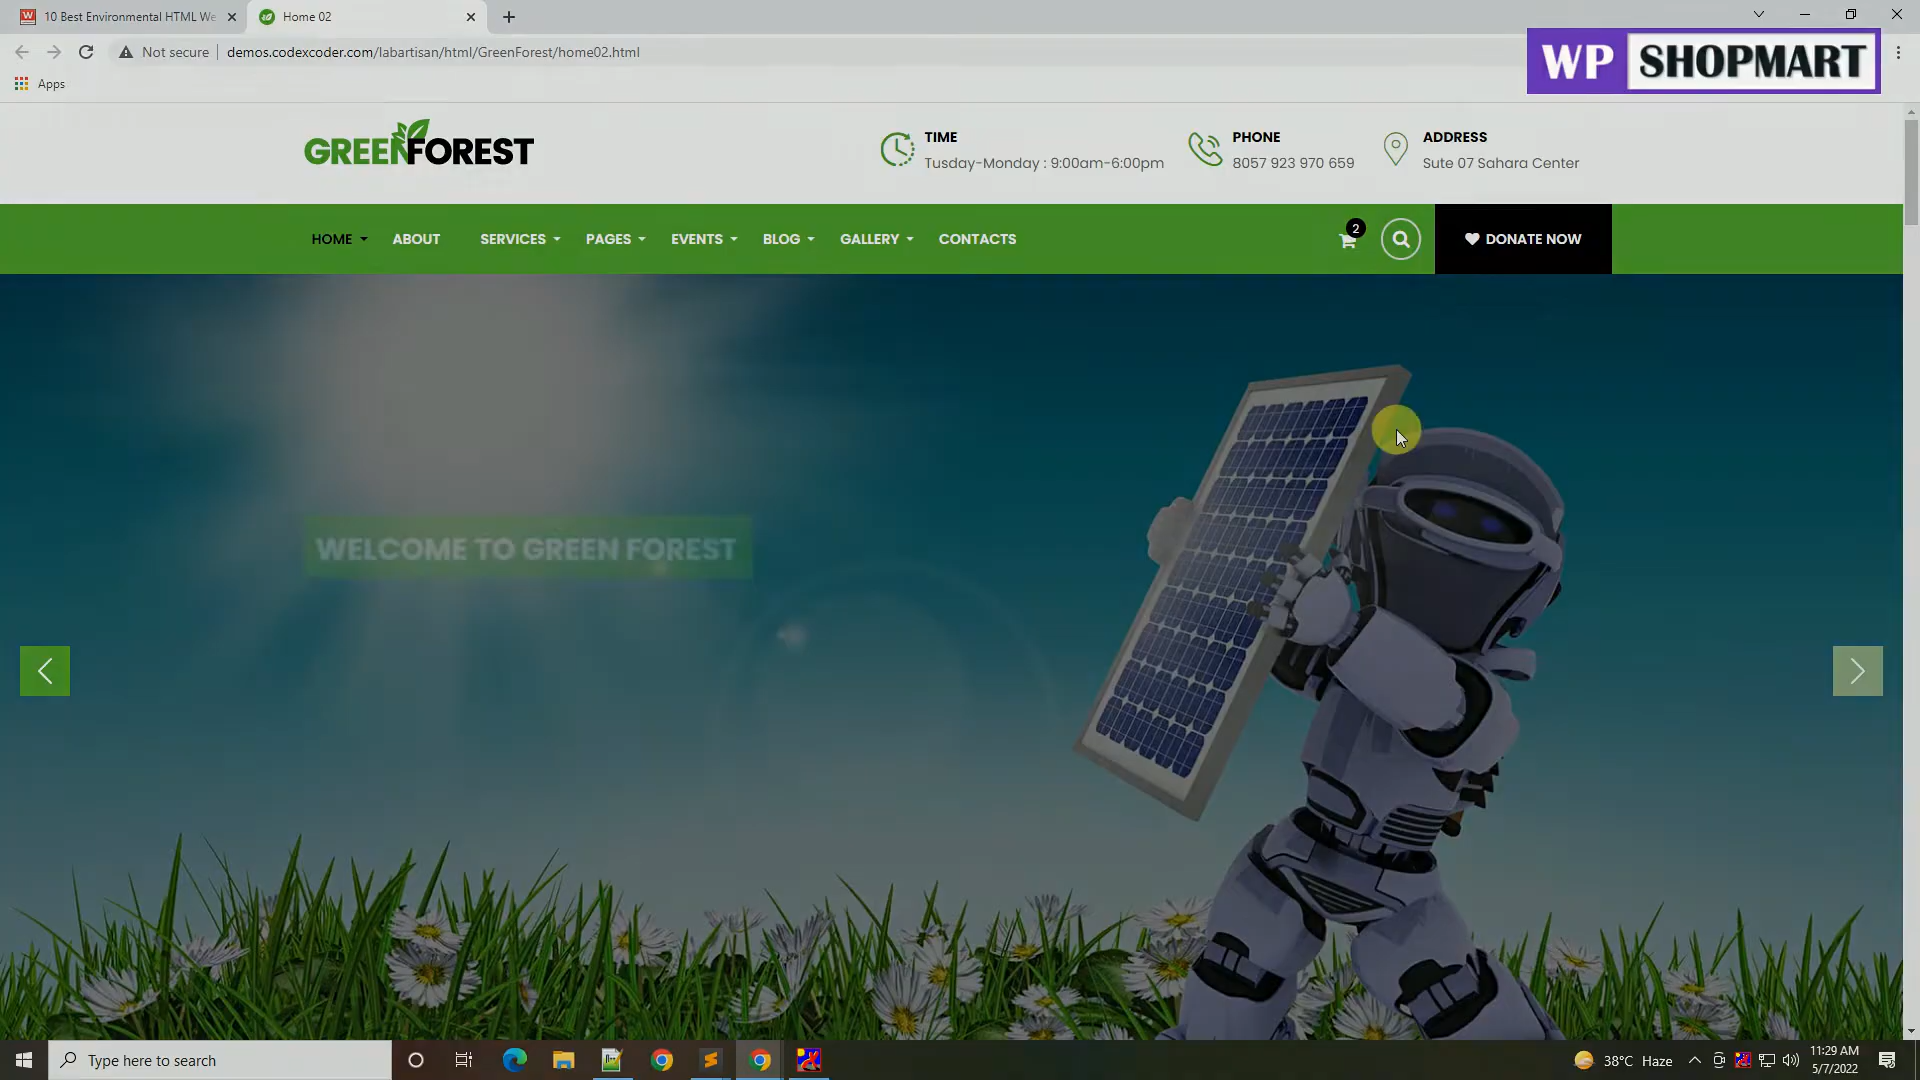 10 Best Environmental HTML We
Home 02
Not secure
demos.codexcoder.com/labartisan/html/GreenForest/home02.html
WP SHOPMART
Apps
GREENFOREST
TIME
Tusday-Monday : 9:00am-6:00pm
PHONE
8057 923 970 659
ADDRESS
Sute 07 Sahara Center
HOME
ABOUT
SERVICES
PAGES
EVENTS
BLOG
GALLERY
CONTACTS
2
DONATE NOW
WELCOME TO GREEN FOREST
Type here to search
38°C Haze
11:29 AM
5/7/2022